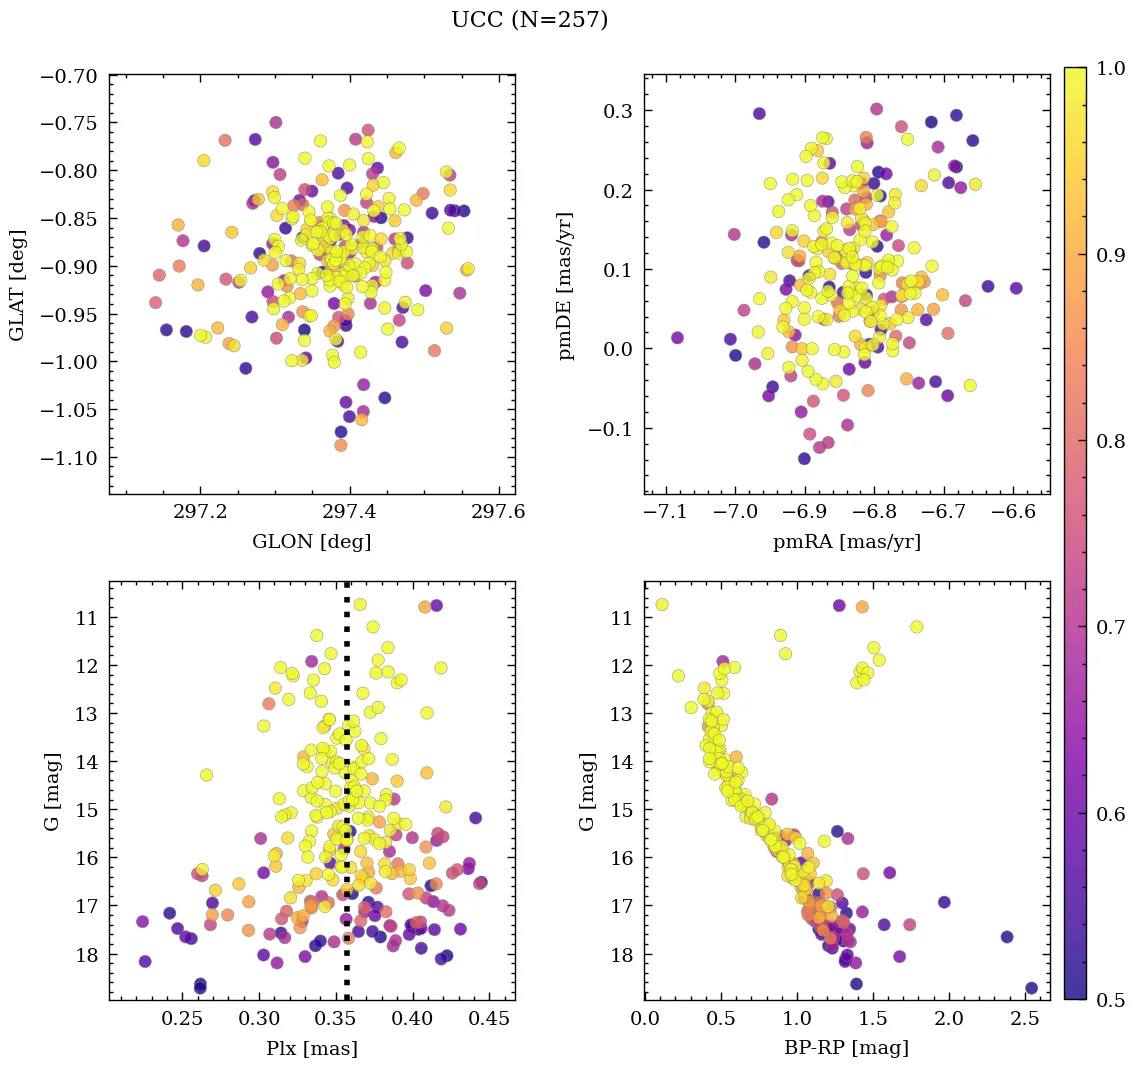 UCC (N=257)
−0.70
−0.75
−0.80
−0.85
−0.90
−0.95
−1.00
−1.05
−1.10
GLAT [deg]
297.2 297.4 297.6
GLON [deg]
0.3
0.2
0.1
0.0
−0.1
pmDE [mas/yr]
−7.1 −7.0 −6.9 −6.8 −6.7 −6.6
pmRA [mas/yr]
11
12
13
14
15
16
17
18
G [mag]
0.25 0.30 0.35 0.40 0.45
Plx [mas]
11
12
13
14
15
16
17
18
G [mag]
0.0 0.5 1.0 1.5 2.0 2.5
BP-RP [mag]
1.0
0.9
0.8
0.7
0.6
0.5